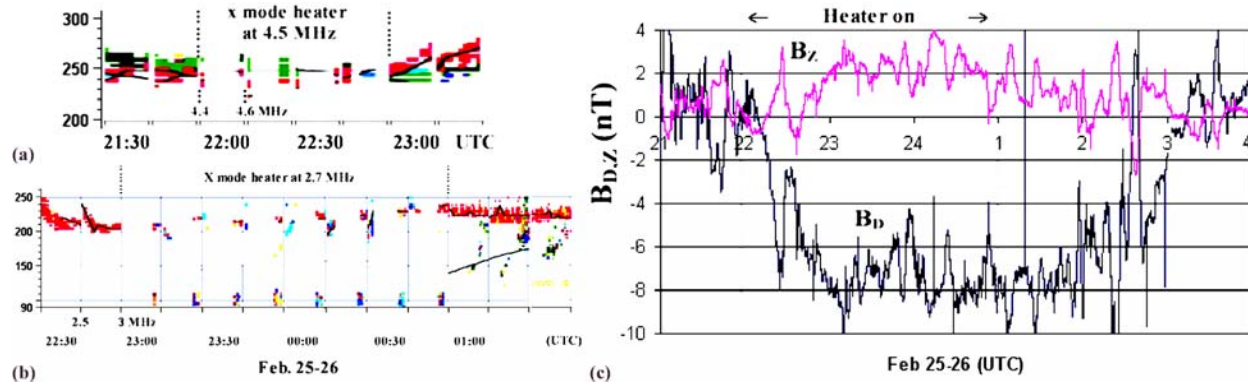 x mode heater
at 4.5 MHz
300
250
200
4.4
4.6 MHz
21:30 22:00 22:30 23:00 UTC
(a)
X mode heater at 2.7 MHz
250
200
150
90
2.5 3 MHz
22:30 23:00 23:30 00:00 00:30 01:00 (UTC)
(b)
Feb. 25-26
← Heater on →
B_Z
B_D
B_D,Z (nT)
4
2
0
-2
-4
-6
-8
-10
21 22 23 24 1 2 3 4
(c)
Feb 25-26 (UTC)